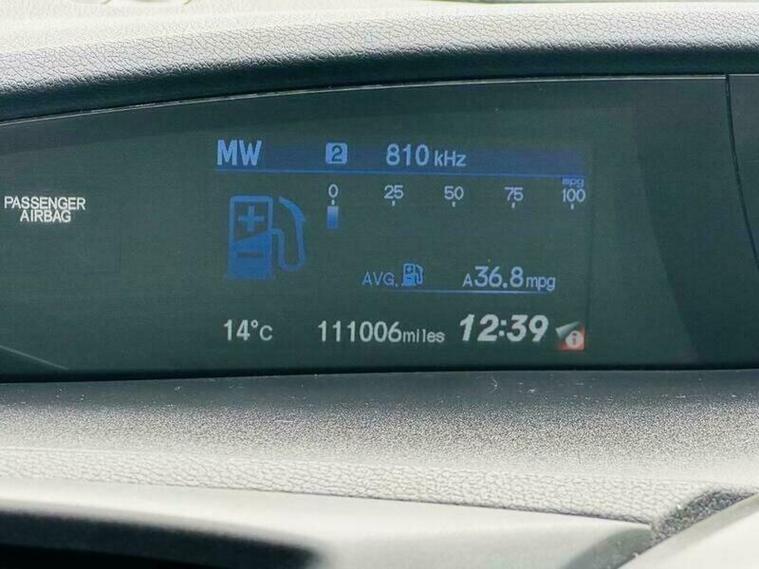 MW 2 810 kHz
mpg
0 25 50 75 100
PASSENGER
AIRBAG
AVG. A36.8mpg
14°C 111006miles 12:39 i